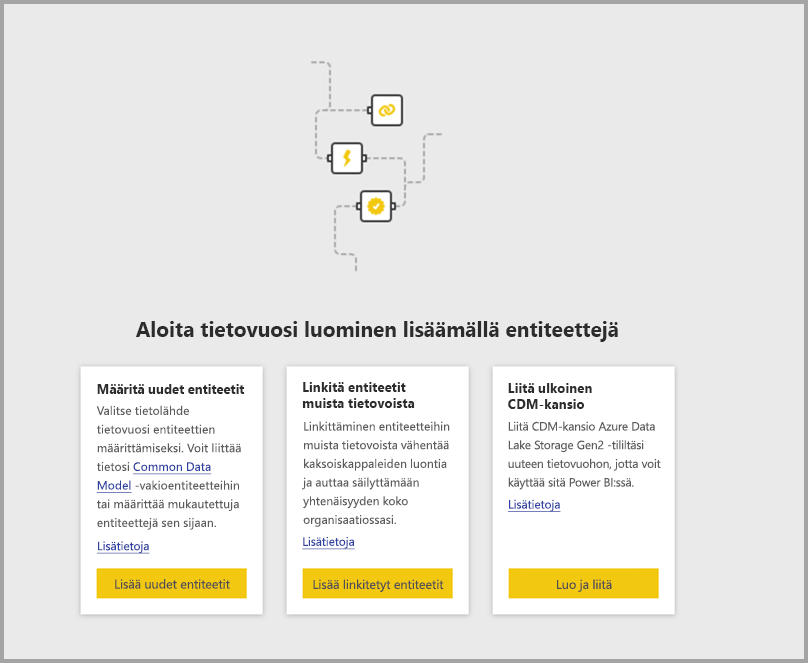 Aloita tietovuosi luominen lisäämällä entiteettejä
Määritä uudet entiteetit
Valitse tietolähde
tietovuosi entiteettien
määrittämiseksi. Voit liittää
tietosi Common Data
Model -vakioentiteetteihin
tai määrittää mukautettuja
entiteettejä sen sijaan.
Lisätietoja
Lisää uudet entiteetit
Linkitä entiteetit
muista tietovoista
Linkittäminen entiteetteihin
muista tietovoista vähentää
kaksoiskappaleiden luontia
ja auttaa säilyttämään
yhtenäisyyden koko
organisaatiossasi.
Lisätietoja
Lisää linkitetyt entiteetit
Liitä ulkoinen
CDM-kansio
Liitä CDM-kansio Azure Data
Lake Storage Gen2 -tililtäsi
uuteen tietovuohon, jotta voit
käyttää sitä Power BI:ssä.
Lisätietoja
Luo ja liitä